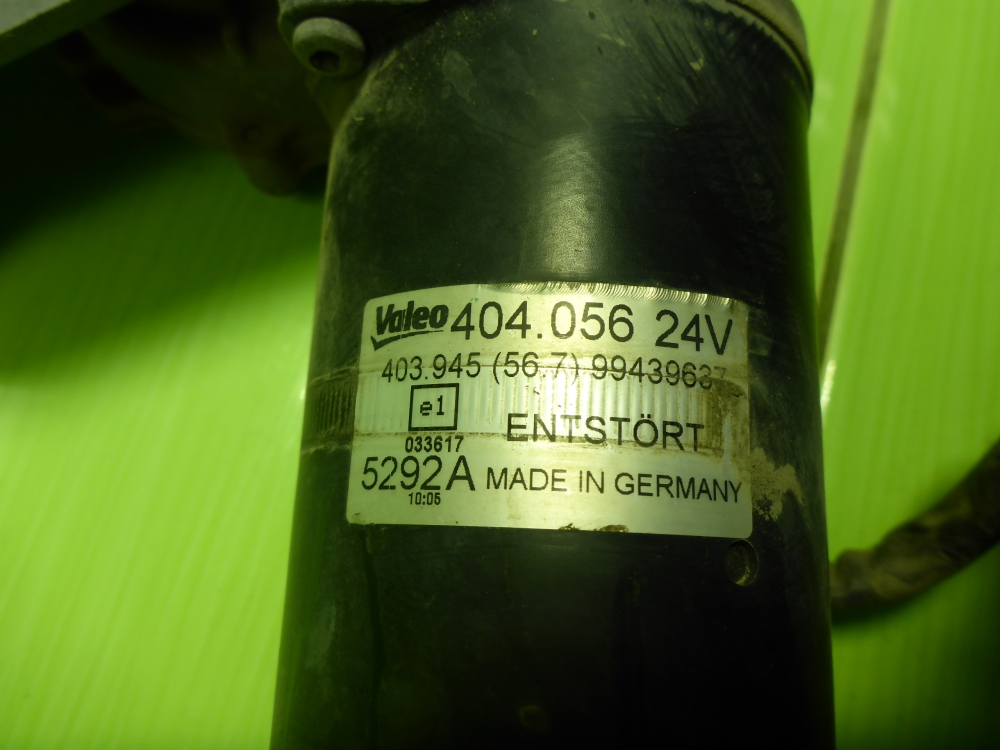 Valeo 404.056 24V
403.945 (56.7) 99439637
e1
ENTSTÖRT
033617
5292A MADE IN GERMANY
10:05